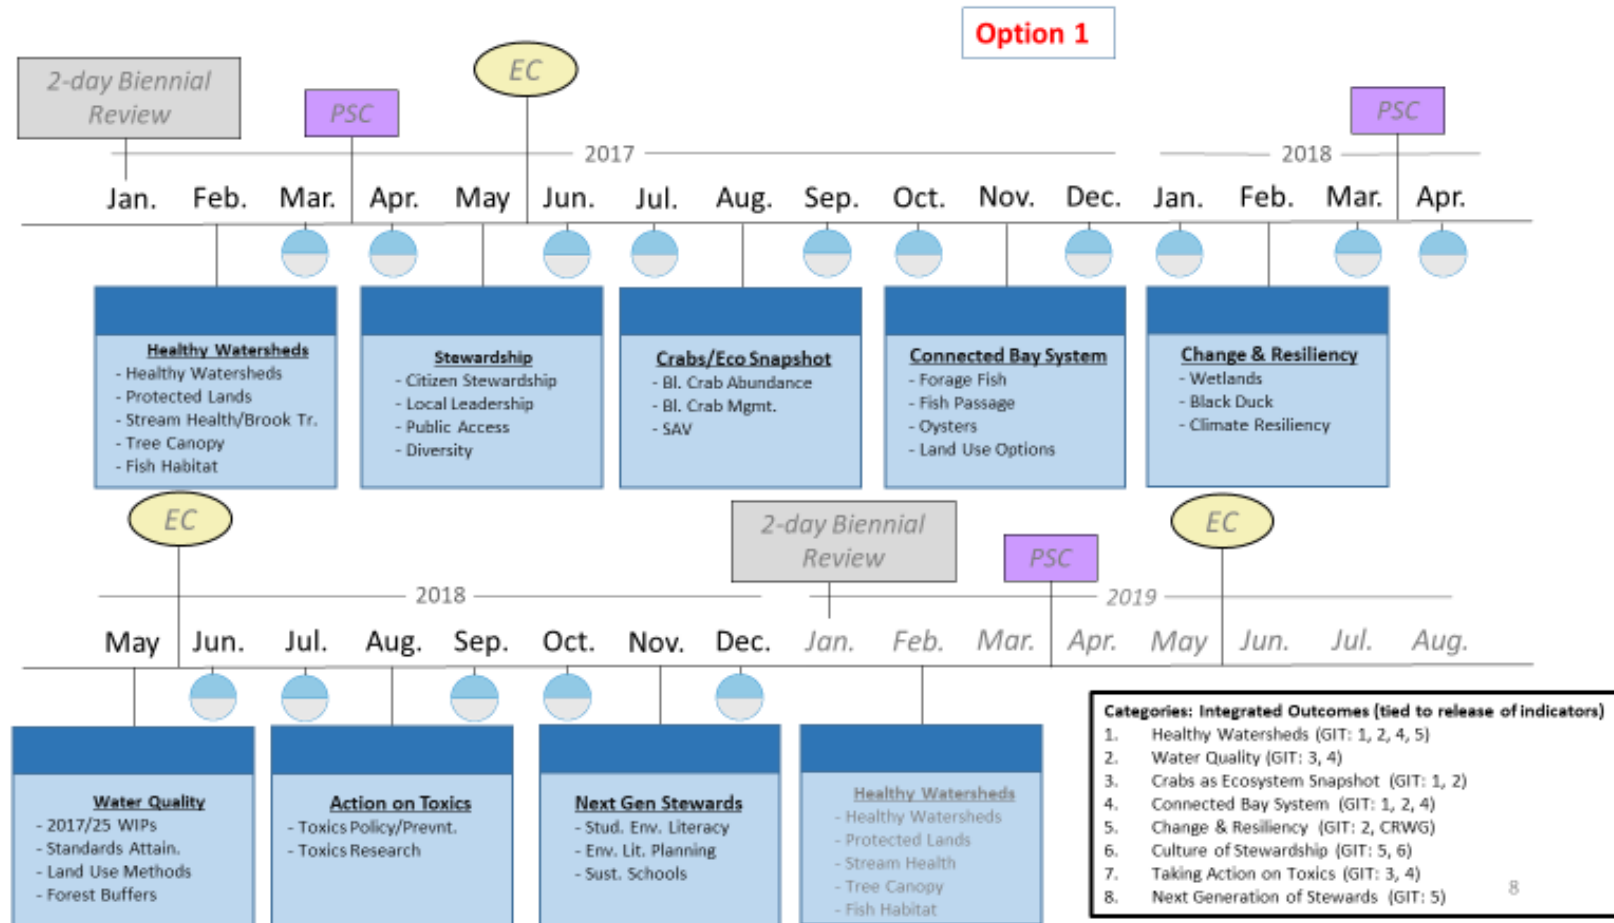 Option 1
2-day Biennial
Review
PSC
EC
PSC
2017
2018
Jan. Feb. Mar. Apr. May Jun. Jul. Aug. Sep. Oct. Nov. Dec. Jan. Feb. Mar. Apr.
Healthy Watersheds
- Healthy Watersheds
- Protected Lands
- Stream Health/Brook Tr.
- Tree Canopy
- Fish Habitat
Stewardship
- Citizen Stewardship
- Local Leadership
- Public Access
- Diversity
Crabs/Eco Snapshot
- Bl. Crab Abundance
- Bl. Crab Mgmt.
- SAV
Connected Bay System
- Forage Fish
- Fish Passage
- Oysters
- Land Use Options
Change & Resiliency
- Wetlands
- Black Duck
- Climate Resiliency
EC
2-day Biennial
Review
PSC
EC
2018
2019
May Jun. Jul. Aug. Sep. Oct. Nov. Dec. Jan. Feb. Mar. Apr. May Jun. Jul. Aug.
Water Quality
- 2017/25 WIPs
- Standards Attain.
- Land Use Methods
- Forest Buffers
Action on Toxics
- Toxics Policy/Prevnt.
- Toxics Research
Next Gen Stewards
- Stud. Env. Literacy
- Env. Lit. Planning
- Sust. Schools
Healthy Watersheds
- Healthy Watersheds
- Protected Lands
- Stream Health
- Tree Canopy
- Fish Habitat
Categories: Integrated Outcomes (tied to release of indicators)
1. Healthy Watersheds (GIT: 1, 2, 4, 5)
2. Water Quality (GIT: 3, 4)
3. Crabs as Ecosystem Snapshot (GIT: 1, 2)
4. Connected Bay System (GIT: 1, 2, 4)
5. Change & Resiliency (GIT: 2, CRWG)
6. Culture of Stewardship (GIT: 5, 6)
7. Taking Action on Toxics (GIT: 3, 4)
8. Next Generation of Stewards (GIT: 5)
8